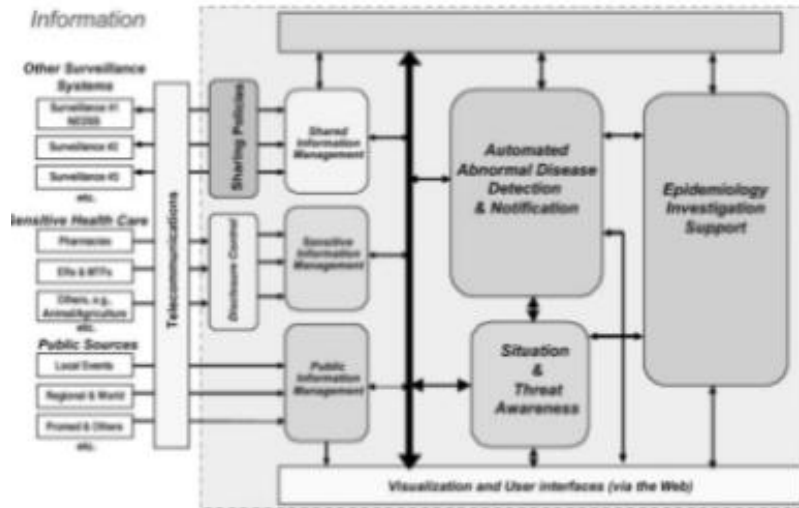 Information
Other Surveillance
Systems
Surveillance #1
NEDSS
Surveillance #2
Surveillance #3
etc.
Sensitive Health Care
Pharmacies
ERs & MTFs
Others, e.g.,
Animal/Agriculture
etc.
Public Sources
Local Events
Regional & World
Promed & Others
etc.
Telecommunications
Sharing Policies
Disclosure Control
Shared
Information
Management
Sensitive
Information
Management
Public
Information
Management
Automated
Abnormal Disease
Detection
& Notification
Situation
&
Threat
Awareness
Epidemiology
Investigation
Support
Visualization and User interfaces (via the Web)